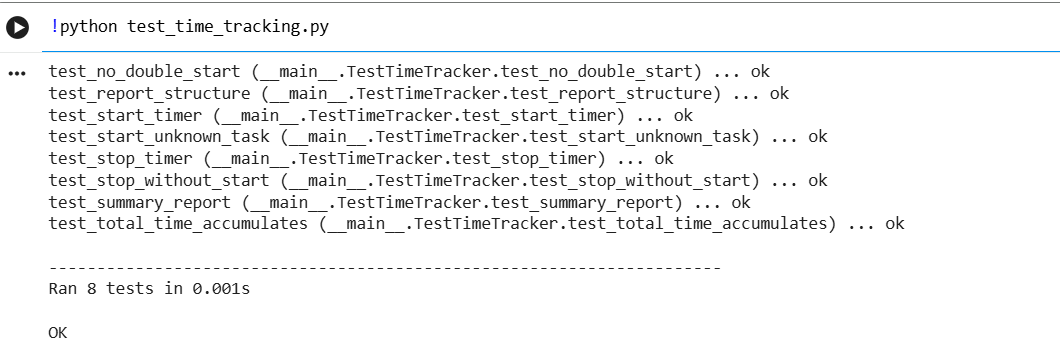 !python test_time_tracking.py
test_no_double_start (__main__.TestTimeTracker.test_no_double_start) ... ok
test_report_structure (__main__.TestTimeTracker.test_report_structure) ... ok
test_start_timer (__main__.TestTimeTracker.test_start_timer) ... ok
test_start_unknown_task (__main__.TestTimeTracker.test_start_unknown_task) ... ok
test_stop_timer (__main__.TestTimeTracker.test_stop_timer) ... ok
test_stop_without_start (__main__.TestTimeTracker.test_stop_without_start) ... ok
test_summary_report (__main__.TestTimeTracker.test_summary_report) ... ok
test_total_time_accumulates (__main__.TestTimeTracker.test_total_time_accumulates) ... ok
----------------------------------------------------------------------
Ran 8 tests in 0.001s
OK